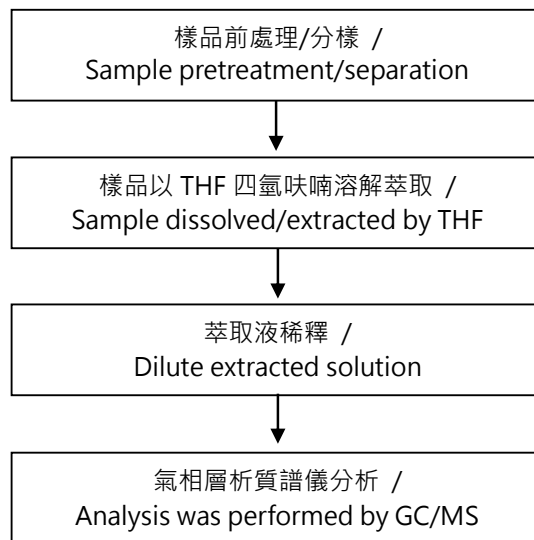 樣品前處理/分樣 /
Sample pretreatment/separation
樣品以 THF 四氫呋喃溶解萃取 /
Sample dissolved/extracted by THF
萃取液稀釋 /
Dilute extracted solution
氣相層析質譜儀分析 /
Analysis was performed by GC/MS